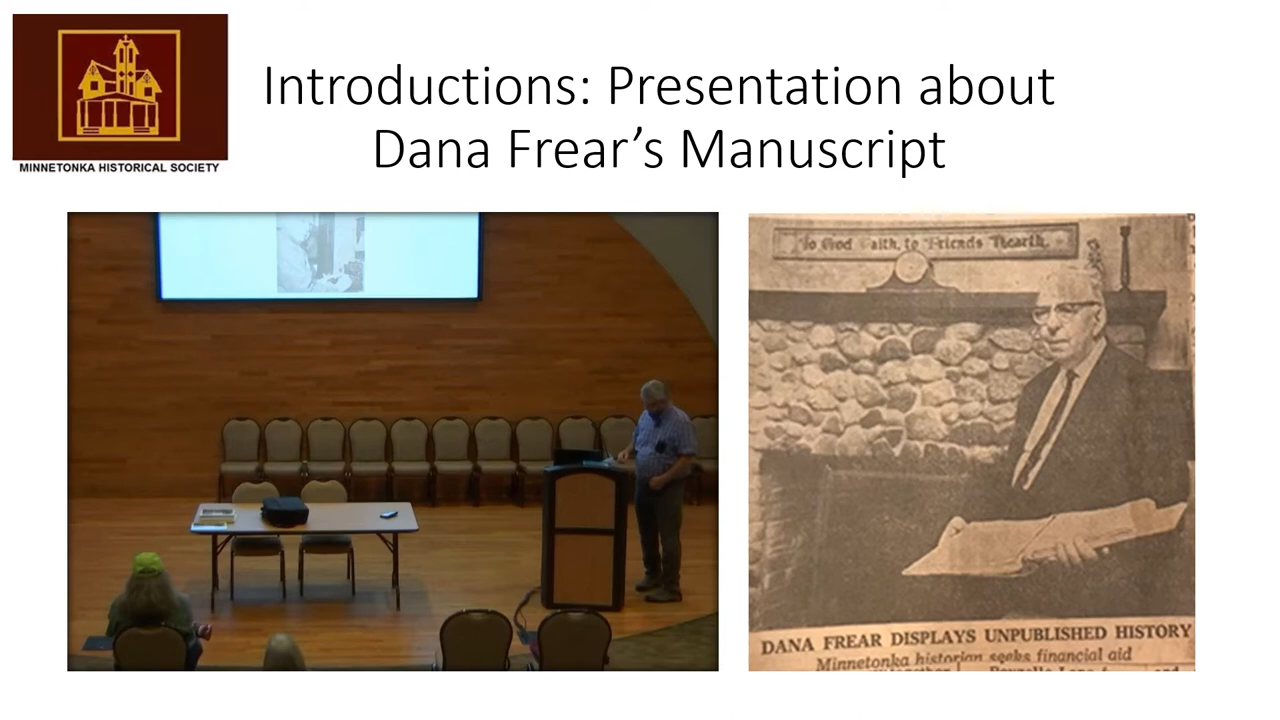 MINNETONKA HISTORICAL SOCIETY
Introductions: Presentation about
Dana Frear’s Manuscript
To God Faith, to Friends Hearth
DANA FREAR DISPLAYS UNPUBLISHED HISTORY
Minnetonka historian seeks financial aid